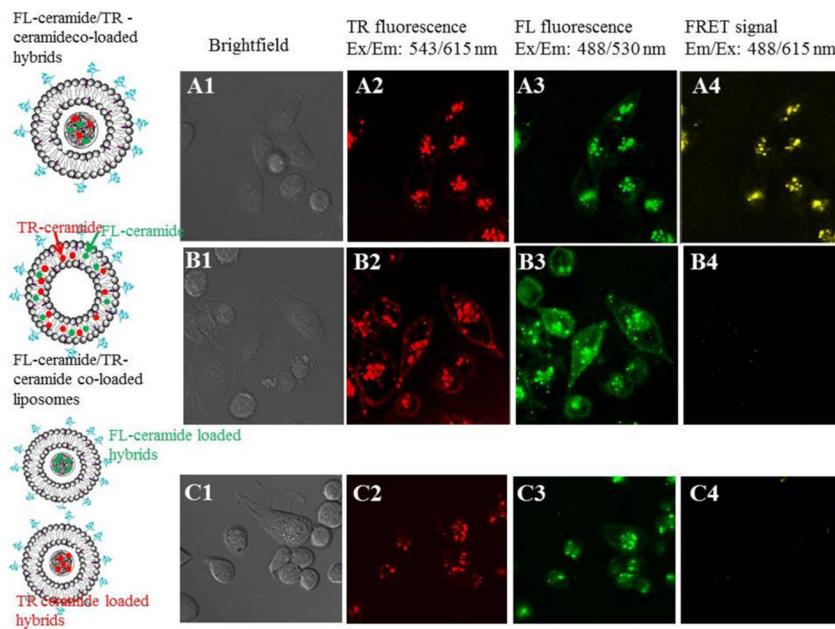 FL-ceramide/TR -
ceramideco-loaded
hybrids
Brightfield
TR fluorescence
Ex/Em: 543/615 nm
FL fluorescence
Ex/Em: 488/530 nm
FRET signal
Em/Ex: 488/615 nm
A1
A2
A3
A4
TR-ceramide
FL-ceramide
B1
B2
B3
B4
FL-ceramide/TR-
ceramide co-loaded
liposomes
FL-ceramide loaded
hybrids
C1
C2
C3
C4
TR ceramide loaded
hybrids